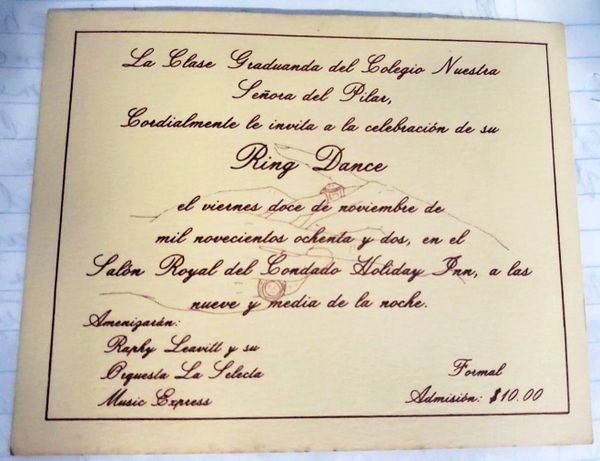 La Clase Graduanda del Colegio Nuestra
Señora del Pilar,
Cordialmente le invita a la celebración de su
Ring Dance
el viernes doce de noviembre de
mil novecientos ochenta y dos, en el
Salón Royal del Condado Holiday Inn, a las
nueve y media de la noche.
Amenizarán:
Raphy Leavitt y su
Orquesta La Selecta
Music Express
Formal
Admisión: $10.00